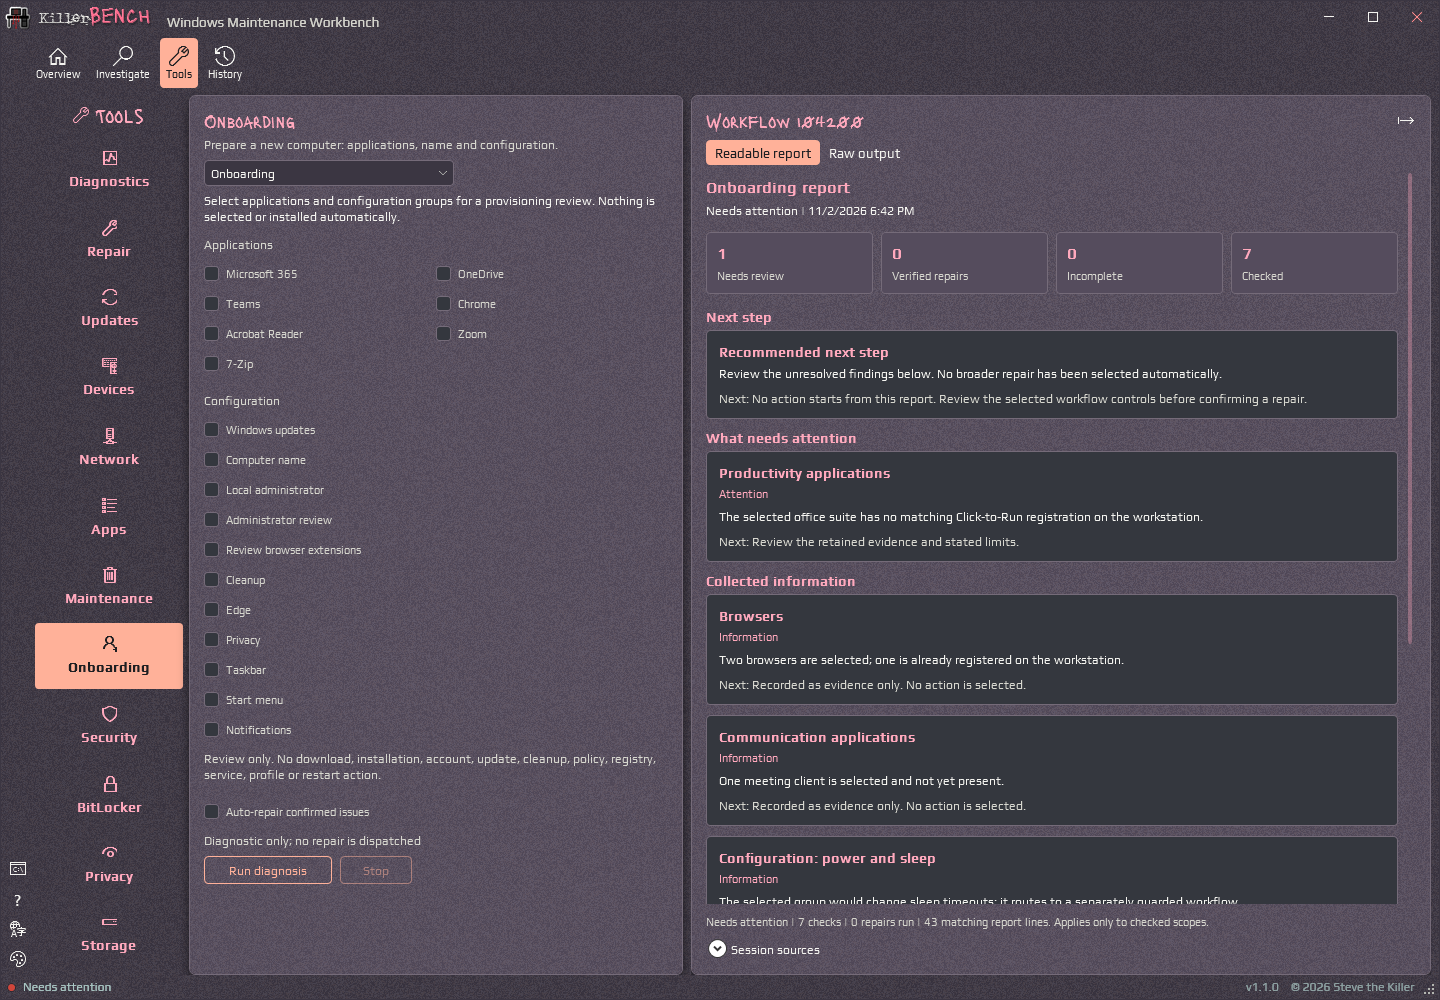 KillerBENCH
Windows Maintenance Workbench
Overview
Investigate
Tools
History
TOOLS
Diagnostics
Repair
Updates
Devices
Network
Apps
Maintenance
Onboarding
Security
BitLocker
Privacy
Storage
Onboarding
Prepare a new computer: applications, name and configuration.
Onboarding
Select applications and configuration groups for a provisioning review. Nothing is
selected or installed automatically.
Applications
Microsoft 365
OneDrive
Teams
Chrome
Acrobat Reader
Zoom
7-Zip
Configuration
Windows updates
Computer name
Local administrator
Administrator review
Review browser extensions
Cleanup
Edge
Privacy
Taskbar
Start menu
Notifications
Review only. No download, installation, account, update, cleanup, policy, registry,
service, profile or restart action.
Auto-repair confirmed issues
Diagnostic only; no repair is dispatched
Run diagnosis
Stop
Workflow 104200
Readable report
Raw output
Onboarding report
Needs attention | 11/2/2026 6:42 PM
1
Needs review
0
Verified repairs
0
Incomplete
7
Checked
Next step
Recommended next step
Review the unresolved findings below. No broader repair has been selected automatically.
Next: No action starts from this report. Review the selected workflow controls before confirming a repair.
What needs attention
Productivity applications
Attention
The selected office suite has no matching Click-to-Run registration on the workstation.
Next: Review the retained evidence and stated limits.
Collected information
Browsers
Information
Two browsers are selected; one is already registered on the workstation.
Next: Recorded as evidence only. No action is selected.
Communication applications
Information
One meeting client is selected and not yet present.
Next: Recorded as evidence only. No action is selected.
Configuration: power and sleep
Information
The selected group would change sleep timeouts; it routes to a separately guarded workflow.
Needs attention | 7 checks | 0 repairs run | 43 matching report lines. Applies only to checked scopes.
Session sources
Needs attention
v1.1.0
© 2026 Steve the Killer